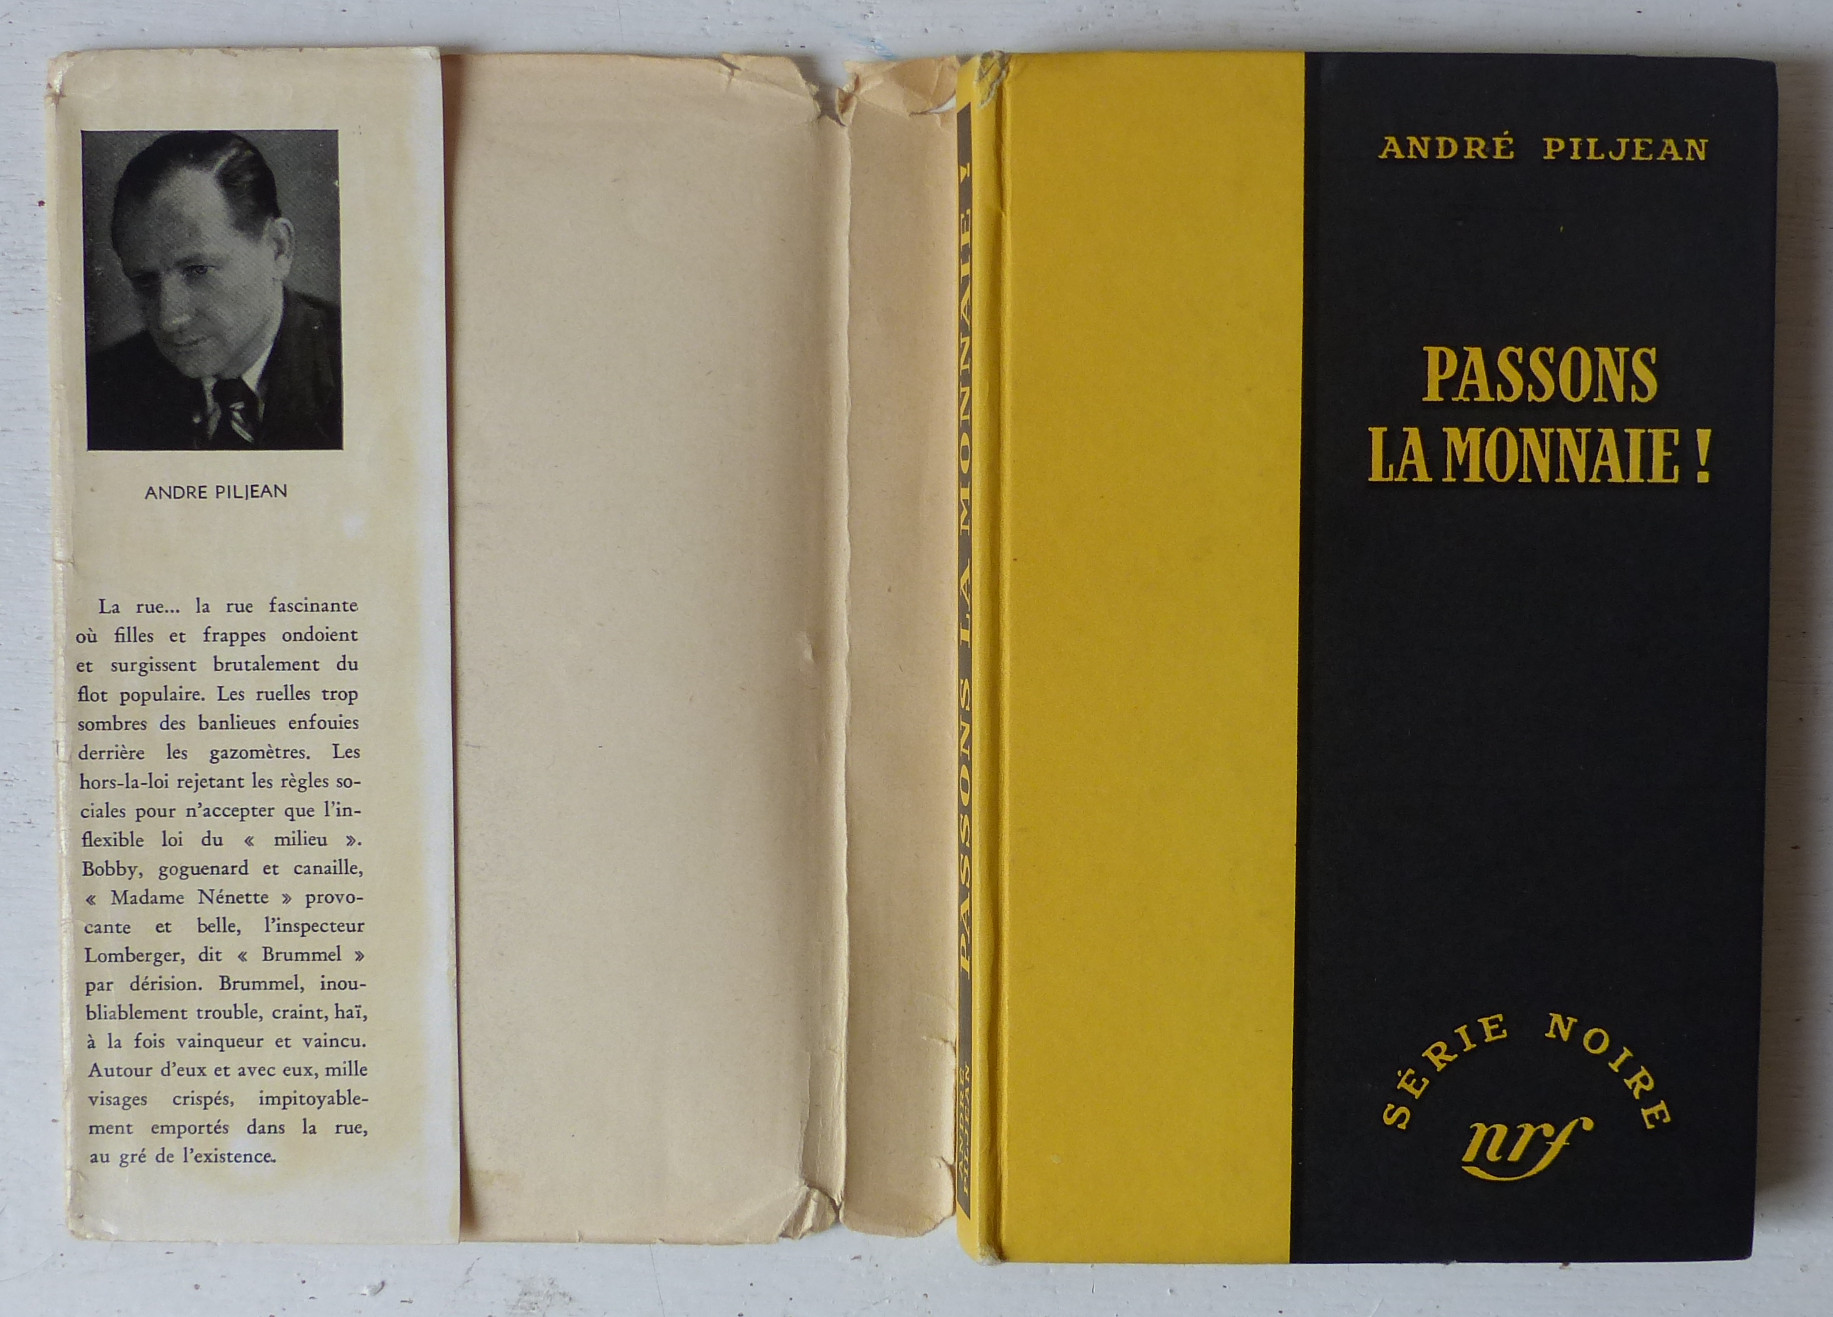 ANDRE PILJEAN
La rue... la rue fascinante
où filles et frappes ondoient
et surgissent brutalement du
flot populaire. Les ruelles trop
sombres des banlieues enfouies
derrière les gazomètres. Les
hors-la-loi rejetant les règles so-
ciales pour n'accepter que l'in-
flexible loi du « milieu ».
Bobby, goguenard et canaille,
« Madame Nénette » provo-
cante et belle, l'inspecteur
Lomberger, dit « Brummel »
par dérision. Brummel, inou-
bliablement trouble, craint, haï,
à la fois vainqueur et vaincu.
Autour d'eux et avec eux, mille
visages crispés, impitoyable-
ment emportés dans la rue,
au gré de l'existence.
ANDRÉ PILJEAN
PASSONS LA MONNAIE !
ANDRÉ PILJEAN
PASSONS
LA MONNAIE !
SÉRIE NOIRE
nrf